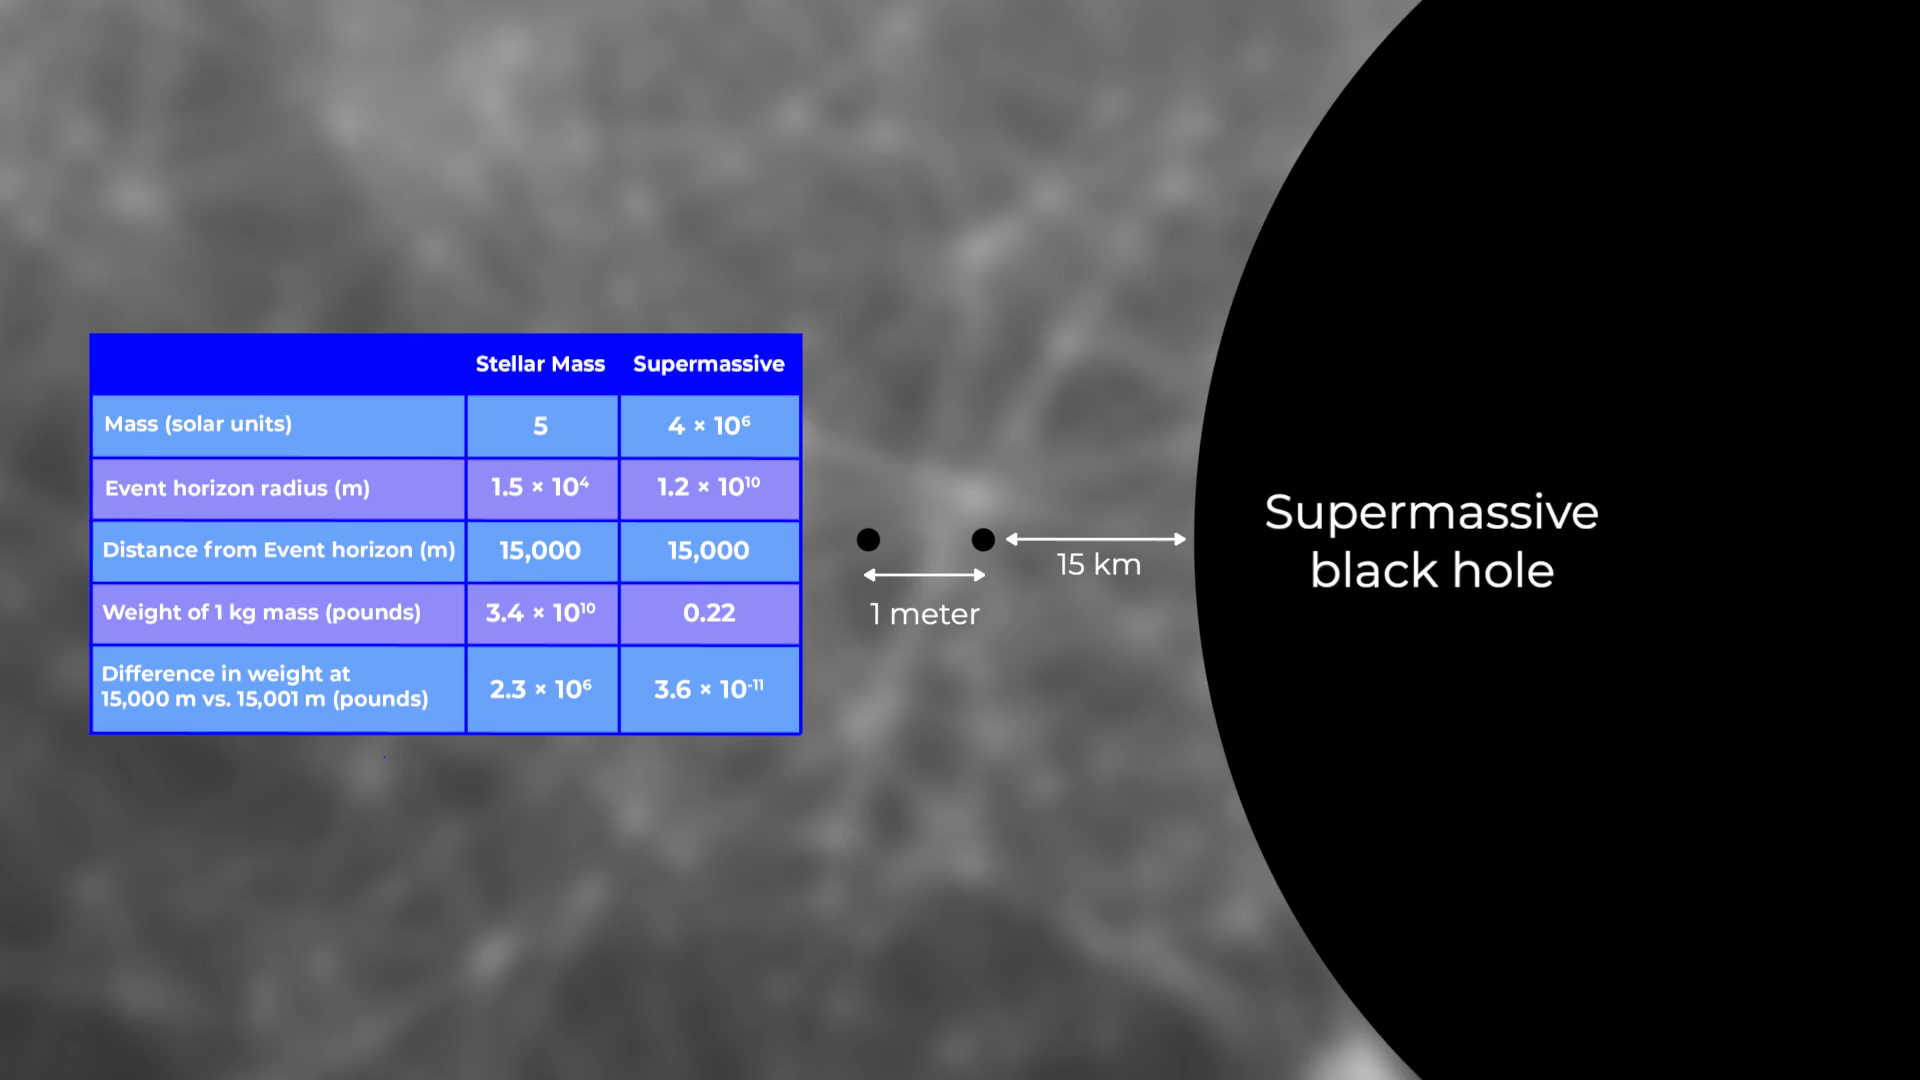 Stellar Mass Supermassive
Mass (solar units) 5 4 × 10⁶
Event horizon radius (m) 1.5 × 10⁴ 1.2 × 10¹⁰
Distance from Event horizon (m) 15,000 15,000
Weight of 1 kg mass (pounds) 3.4 × 10¹⁰ 0.22
Difference in weight at
15,000 m vs. 15,001 m (pounds) 2.3 × 10⁶ 3.6 × 10⁻¹¹
15 km
1 meter
Supermassive
black hole